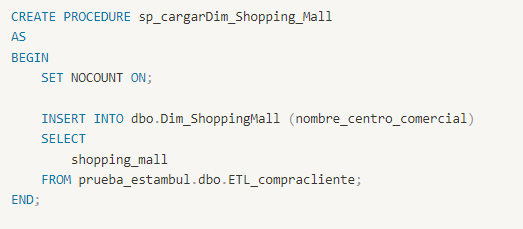 CREATE PROCEDURE sp_cargarDim_Shopping_Mall
AS
BEGIN
    SET NOCOUNT ON;

    INSERT INTO dbo.Dim_ShoppingMall (nombre_centro_comercial)
    SELECT
        shopping_mall
    FROM prueba_estambul.dbo.ETL_compracliente;
END;